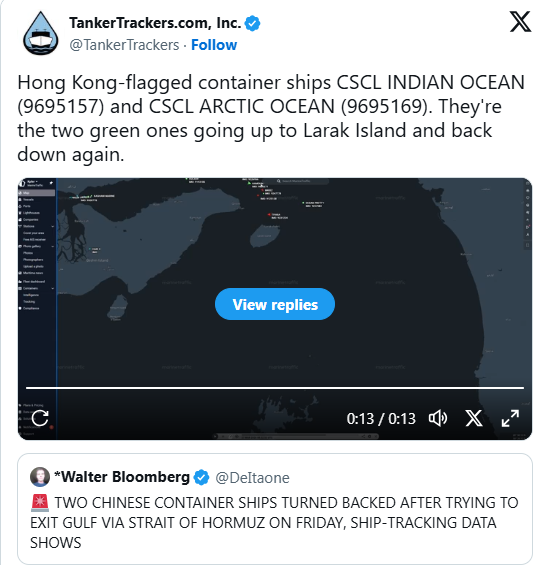 TankerTrackers.com, Inc.
@TankerTrackers · Follow
Hong Kong-flagged container ships CSCL INDIAN OCEAN
(9695157) and CSCL ARCTIC OCEAN (9695169). They're
the two green ones going up to Larak Island and back
down again.
View replies
0:13 / 0:13
*Walter Bloomberg @DeItaone
🚨 TWO CHINESE CONTAINER SHIPS TURNED BACKED AFTER TRYING TO
EXIT GULF VIA STRAIT OF HORMUZ ON FRIDAY, SHIP-TRACKING DATA
SHOWS